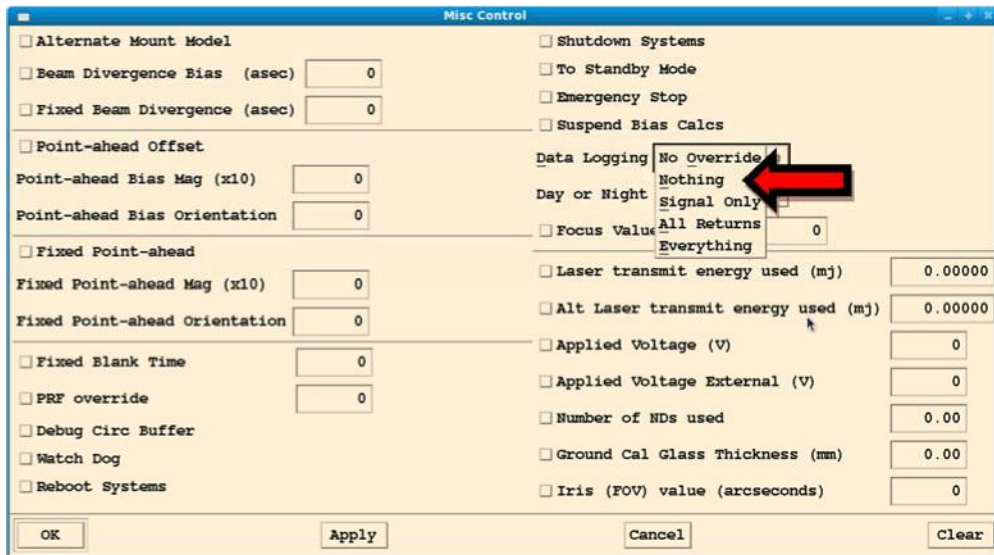 Misc Control
Alternate Mount Model
Beam Divergence Bias (asec) 0
Fixed Beam Divergence (asec) 0
Point-ahead Offset
Point-ahead Bias Mag (x10) 0
Point-ahead Bias Orientation 0
Fixed Point-ahead
Fixed Point-ahead Mag (x10) 0
Fixed Point-ahead Orientation 0
Fixed Blank Time 0
PRF override 0
Debug Circ Buffer
Watch Dog
Reboot Systems
Shutdown Systems
To Standby Mode
Emergency Stop
Suspend Bias Calcs
Data Logging No Override
Nothing
Day or Night
Signal Only
All Returns
Focus Value 0
Everything
Laser transmit energy used (mj) 0.00000
Alt Laser transmit energy used (mj) 0.00000
Applied Voltage (V) 0
Applied Voltage External (V) 0
Number of NDs used 0.00
Ground Cal Glass Thickness (mm) 0.00
Iris (FOV) value (arcseconds) 0
OK Apply Cancel Clear